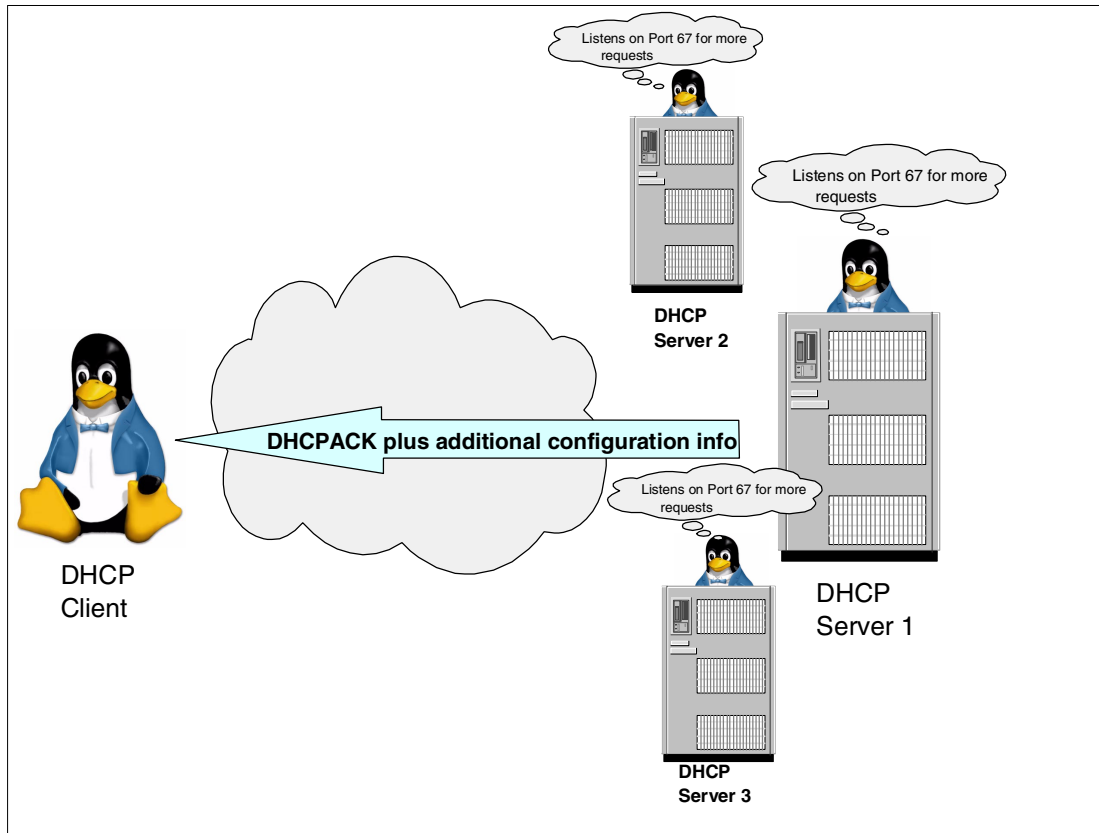 Listens on Port 67 for more
requests
Listens on Port 67 for more
requests
DHCP
Server 2
DHCPACK plus additional configuration info
Listens on Port 67 for more
requests
DHCP
Client
DHCP
Server 1
DHCP
Server 3